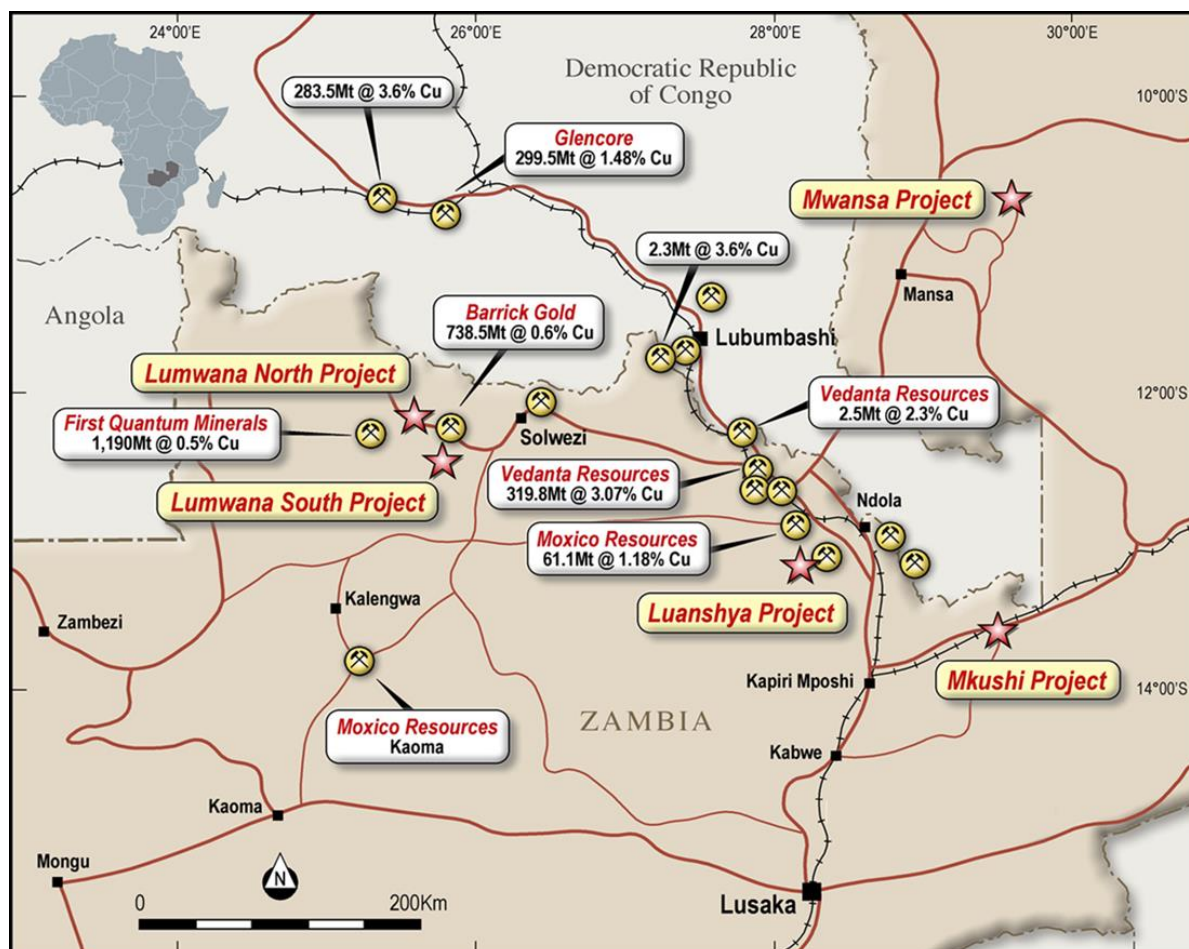 24°00'E
26°00'E
28°00'E
30°00'E
Democratic Republic
of Congo
10°00'S
283.5Mt @ 3.6% Cu
Glencore
299.5Mt @ 1.48% Cu
Mwansa Project
2.3Mt @ 3.6% Cu
Mansa
Angola
Barrick Gold
738.5Mt @ 0.6% Cu
Lubumbashi
Lumwana North Project
12°00'S
Vedanta Resources
2.5Mt @ 2.3% Cu
First Quantum Minerals
1,190Mt @ 0.5% Cu
Solwezi
Vedanta Resources
319.8Mt @ 3.07% Cu
Lumwana South Project
Ndola
Moxico Resources
61.1Mt @ 1.18% Cu
Kalengwa
Luanshya Project
Zambezi
Kapiri Mposhi
Mkushi Project
14°00'S
Moxico Resources
Kaoma
ZAMBIA
Kabwe
Kaoma
Mongu
N
0
200Km
Lusaka